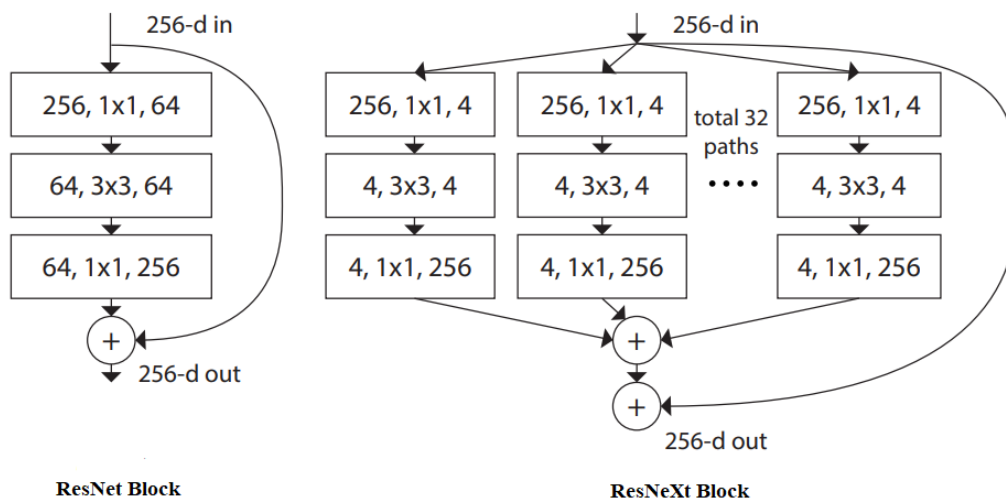 256-d in
256, 1x1, 64
64, 3x3, 64
64, 1x1, 256
+
256-d out
ResNet Block
256-d in
256, 1x1, 4
256, 1x1, 4
total 32
paths
256, 1x1, 4
4, 3x3, 4
4, 3x3, 4
....
4, 3x3, 4
4, 1x1, 256
4, 1x1, 256
4, 1x1, 256
+
+
256-d out
ResNeXt Block